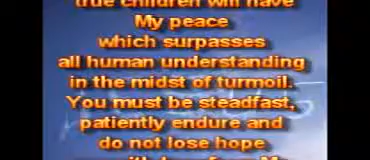 true children will have
My peace
which surpasses
all human understanding
in the midst of turmoil.
You must be steadfast,
patiently endure and
do not lose hope